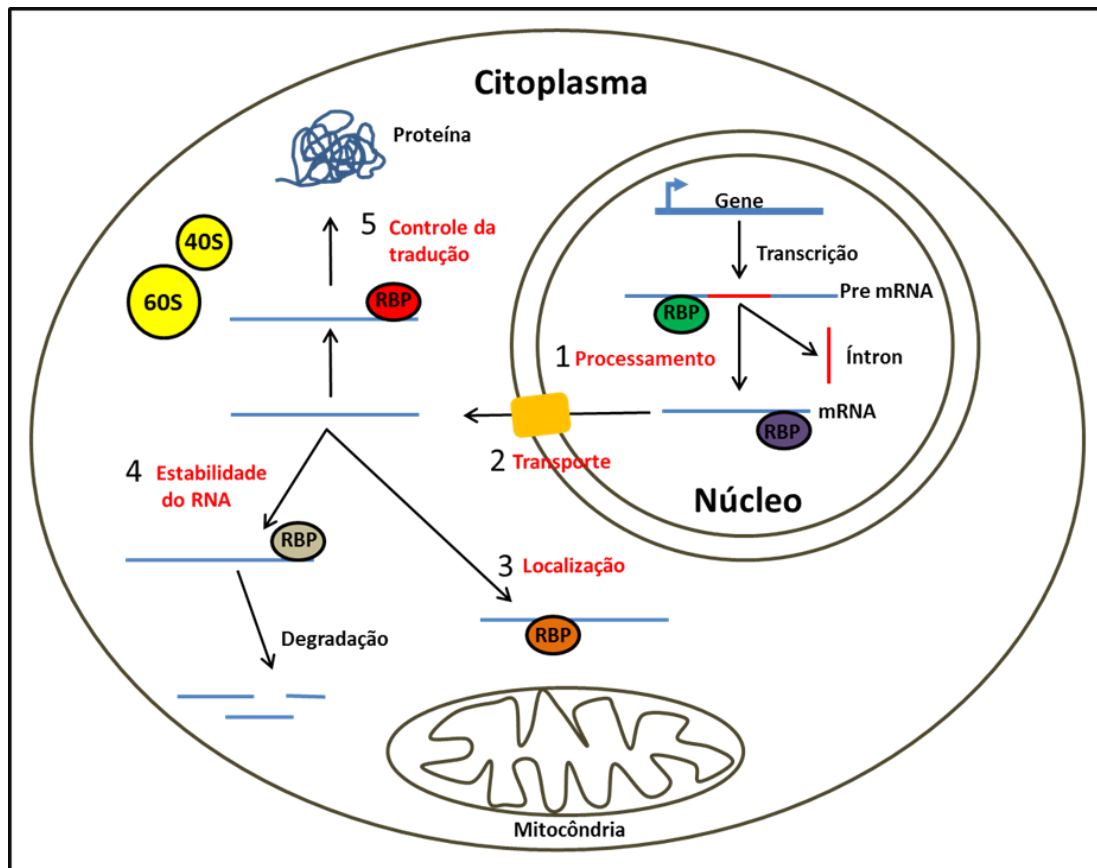 Citoplasma
Proteína
5 Controle da
tradução
40S
60S
RBP
Gene
Transcrição
Pre mRNA
RBP
1 Processamento
Íntron
mRNA
RBP
2 Transporte
Núcleo
4 Estabilidade
do RNA
RBP
3 Localização
RBP
Degradação
Mitocôndria